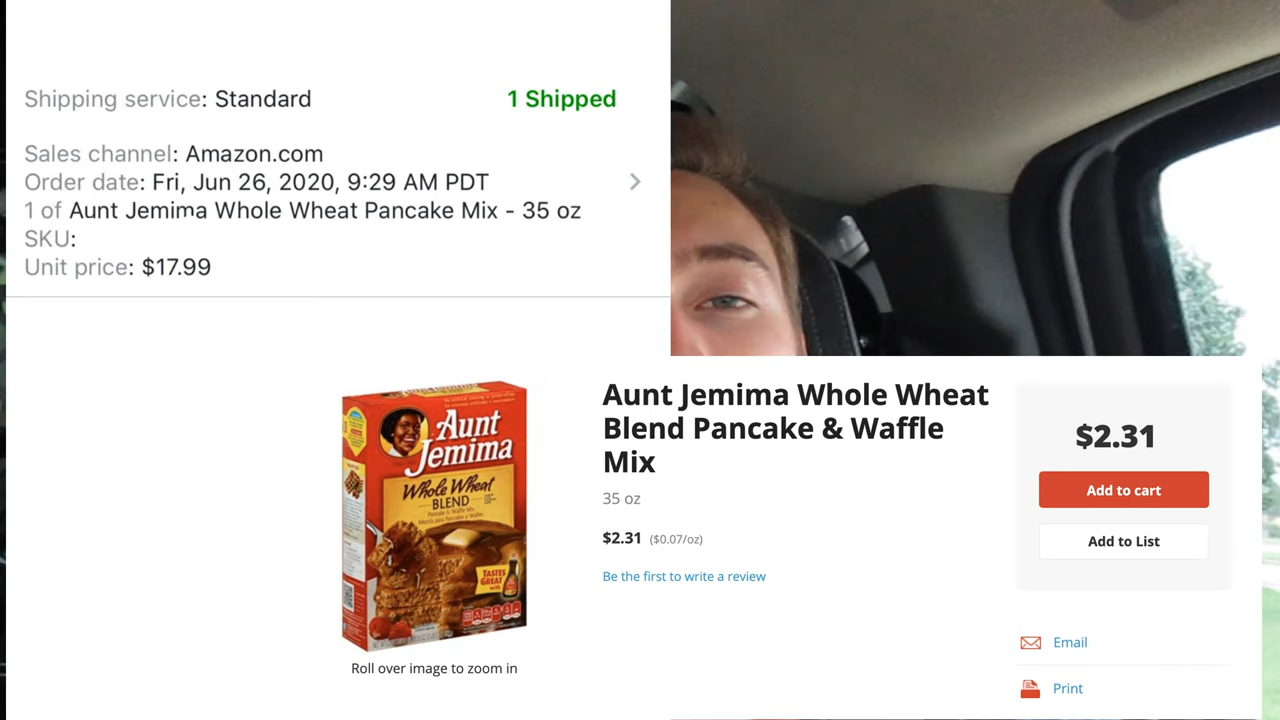 Shipping service: Standard
1 Shipped
Sales channel: Amazon.com
Order date: Fri, Jun 26, 2020, 9:29 AM PDT
1 of Aunt Jemima Whole Wheat Pancake Mix - 35 oz
SKU:
Unit price: $17.99
Aunt
Jemima
Whole Wheat
BLEND
Pancake & Waffle Mix
TASTES
GREAT
with
Roll over image to zoom in
Aunt Jemima Whole Wheat
Blend Pancake & Waffle
Mix
35 oz
$2.31 ($0.07/oz)
Be the first to write a review
$2.31
Add to cart
Add to List
Email
Print